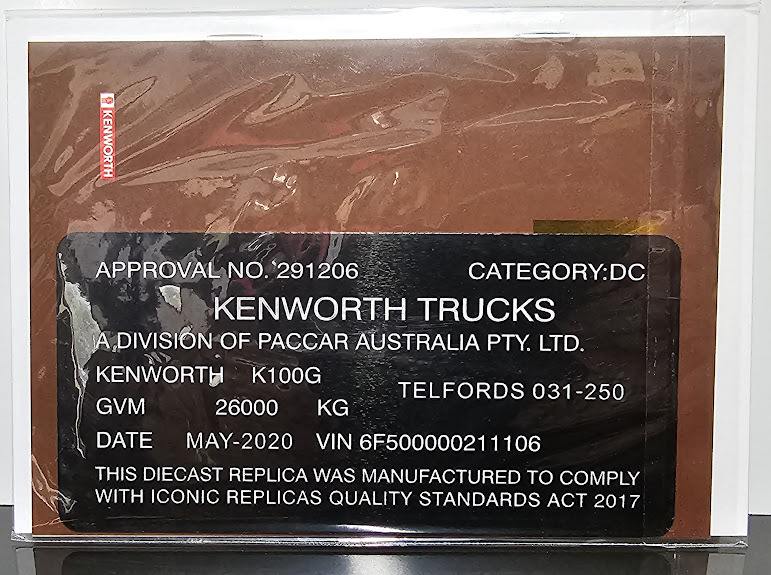 KENWORTH
APPROVAL NO. 291206 CATEGORY:DC
KENWORTH TRUCKS
A DIVISION OF PACCAR AUSTRALIA PTY. LTD.
KENWORTH K100G
TELFORDS 031-250
GVM 26000 KG
DATE MAY-2020 VIN 6F500000211106
THIS DIECAST REPLICA WAS MANUFACTURED TO COMPLY
WITH ICONIC REPLICAS QUALITY STANDARDS ACT 2017